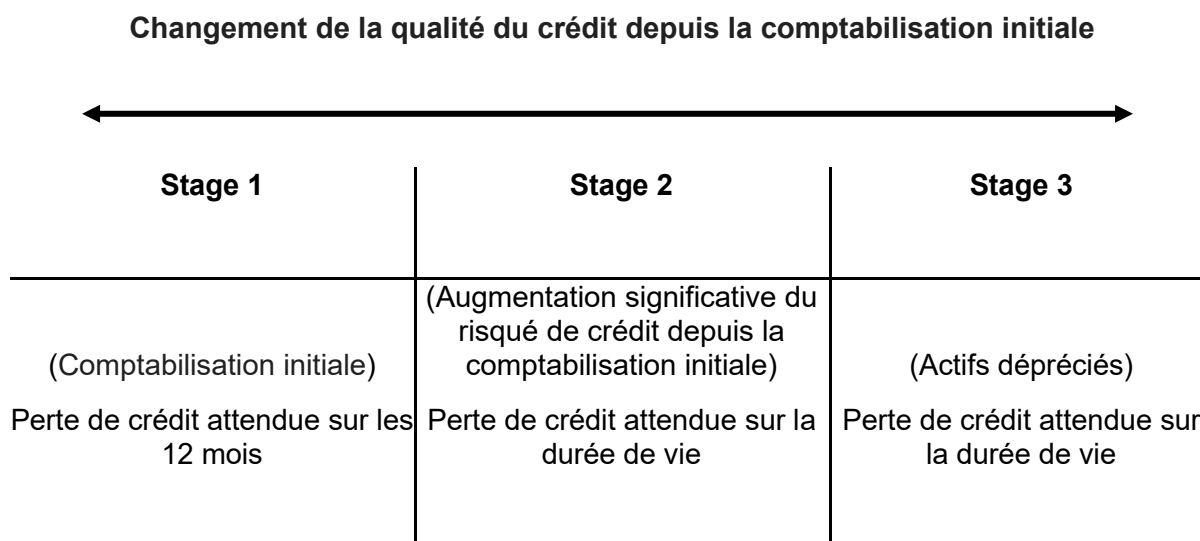 Changement de la qualité du crédit depuis la comptabilisation initiale
Stage 1
Stage 2
Stage 3
(Comptabilisation initiale)
Perte de crédit attendue sur les
12 mois
(Augmentation significative du
risqué de crédit depuis la
comptabilisation initiale)
Perte de crédit attendue sur la
durée de vie
(Actifs dépréciés)
Perte de crédit attendue sur
la durée de vie